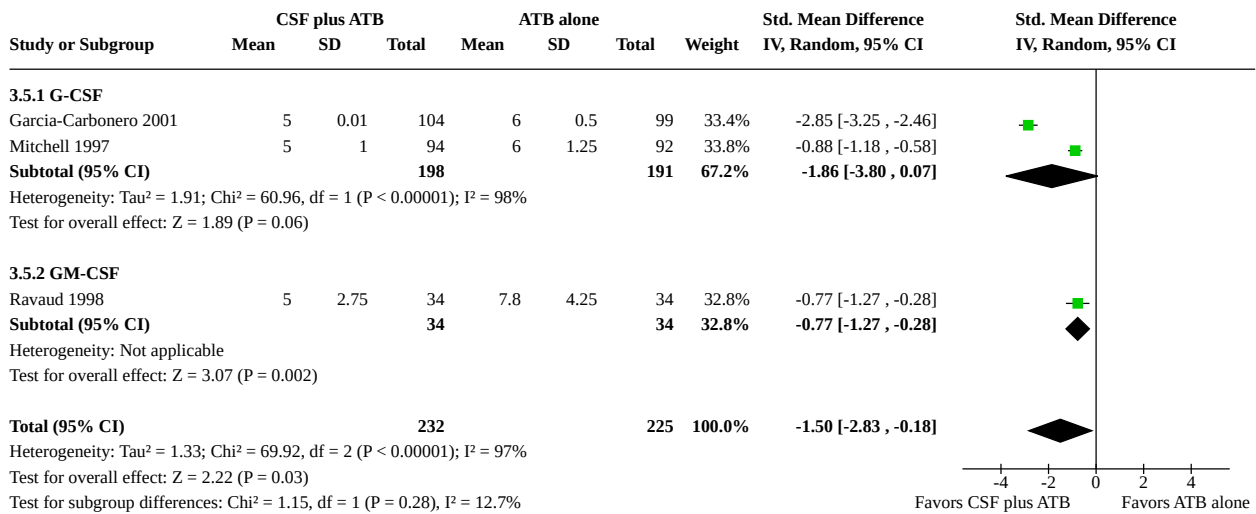 CSF plus ATB ATB alone Std. Mean Difference Std. Mean Difference
Study or Subgroup Mean SD Total Mean SD Total Weight IV, Random, 95% CI IV, Random, 95% CI
3.5.1 G-CSF
Garcia-Carbonero 2001 5 0.01 104 6 0.5 99 33.4% -2.85 [-3.25 , -2.46]
Mitchell 1997 5 1 94 6 1.25 92 33.8% -0.88 [-1.18 , -0.58]
Subtotal (95% CI) 198 191 67.2% -1.86 [-3.80 , 0.07]
Heterogeneity: Tau² = 1.91; Chi² = 60.96, df = 1 (P < 0.00001); I² = 98%
Test for overall effect: Z = 1.89 (P = 0.06)
3.5.2 GM-CSF
Ravaud 1998 5 2.75 34 7.8 4.25 34 32.8% -0.77 [-1.27 , -0.28]
Subtotal (95% CI) 34 34 32.8% -0.77 [-1.27 , -0.28]
Heterogeneity: Not applicable
Test for overall effect: Z = 3.07 (P = 0.002)
Total (95% CI) 232 225 100.0% -1.50 [-2.83 , -0.18]
Heterogeneity: Tau² = 1.33; Chi² = 69.92, df = 2 (P < 0.00001); I² = 97%
Test for overall effect: Z = 2.22 (P = 0.03) -4 -2 0 2 4
Test for subgroup differences: Chi² = 1.15, df = 1 (P = 0.28), I² = 12.7% Favors CSF plus ATB Favors ATB alone